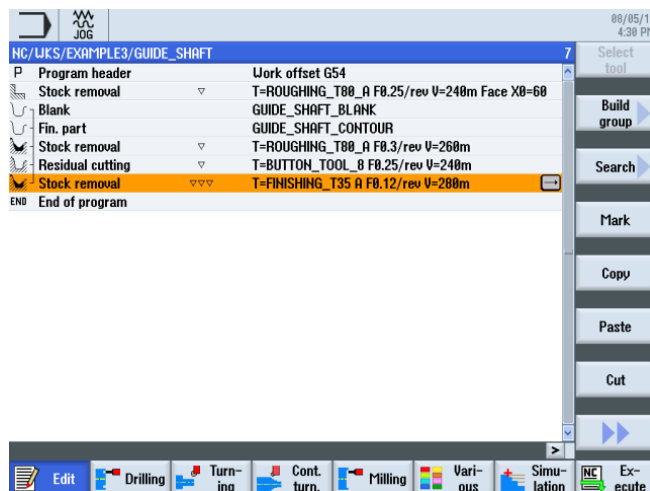 JOG
08/05/1
4:30 PM
NC/WKS/EXAMPLE3/GUIDE_SHAFT 7
P Program header Work offset G54
Stock removal ▽ T=ROUGHING_T80_A F0.25/rev V=240m Face X0=60
Blank GUIDE_SHAFT_BLANK
Fin. part GUIDE_SHAFT_CONTOUR
Stock removal ▽ T=ROUGHING_T80_A F0.3/rev V=260m
Residual cutting ▽ T=BUTTON_TOOL_8 F0.25/rev V=240m
Stock removal ▽▽▽ T=FINISHING_T35 A F0.12/rev V=280m
END End of program
Select
tool
Build
group
Search
Mark
Copy
Paste
Cut
Edit
Drilling
Turn-
ing
Cont.
turn.
Milling
Vari-
ous
Simu-
lation
NC Ex-
ecute